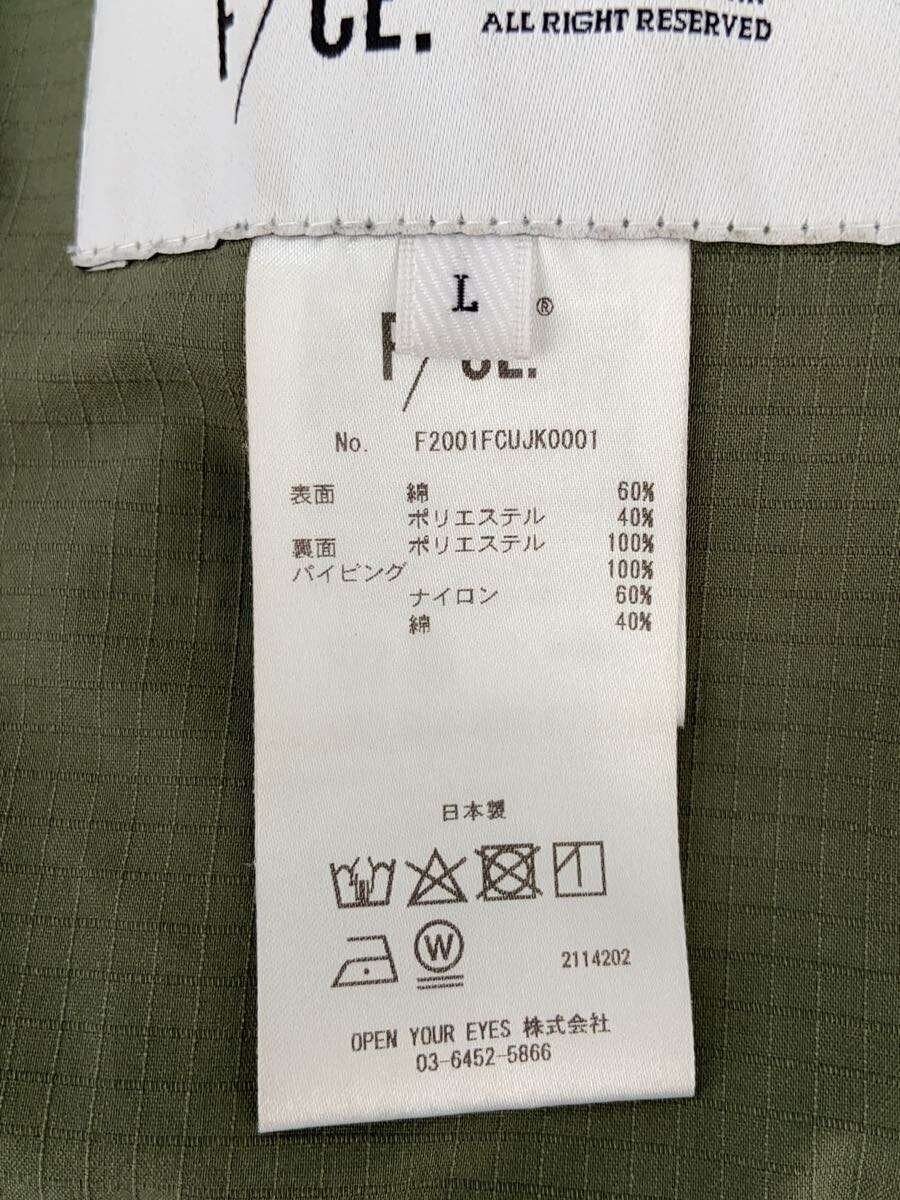 F/CE.
ALL RIGHT RESERVED
L
F/CE.®
No. F2001FCUJK0001
表面 綿 60%
ポリエステル 40%
裏面 ポリエステル 100%
パイピング 100%
ナイロン 60%
綿 40%
日本製
W
2114202
OPEN YOUR EYES 株式会社
03-6452-5866